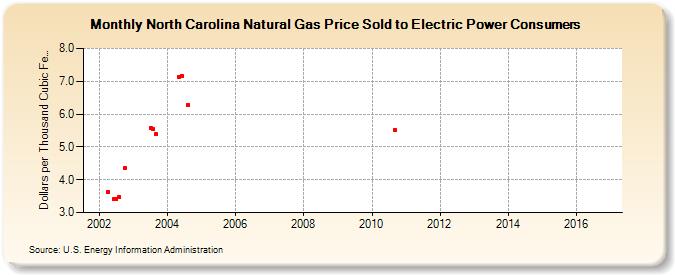 Monthly North Carolina Natural Gas Price Sold to Electric Power Consumers
Dollars per Thousand Cubic Fe...
8.0
7.0
6.0
5.0
4.0
3.0
2002 2004 2006 2008 2010 2012 2014 2016
Source: U.S. Energy Information Administration